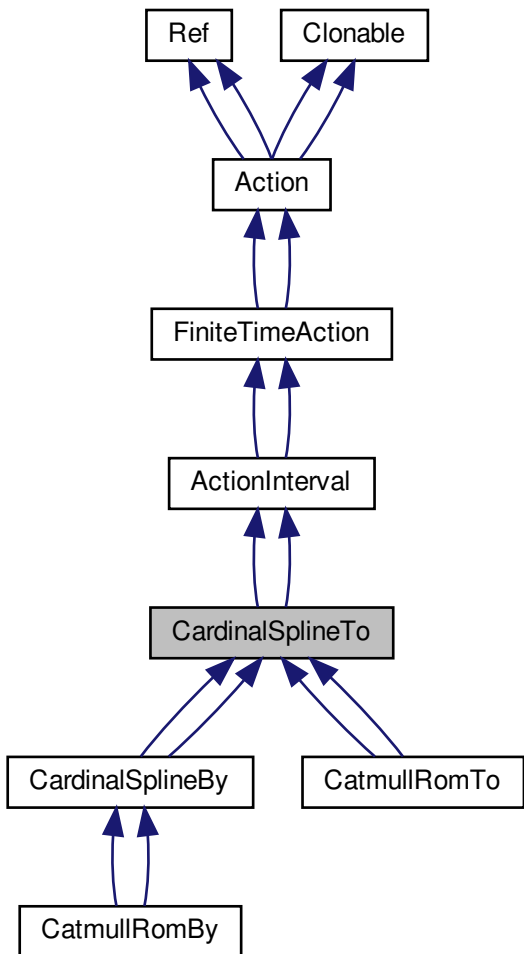 Ref
Clonable
Action
FiniteTimeAction
ActionInterval
CardinalSplineTo
CardinalSplineBy
CatmullRomTo
CatmullRomBy